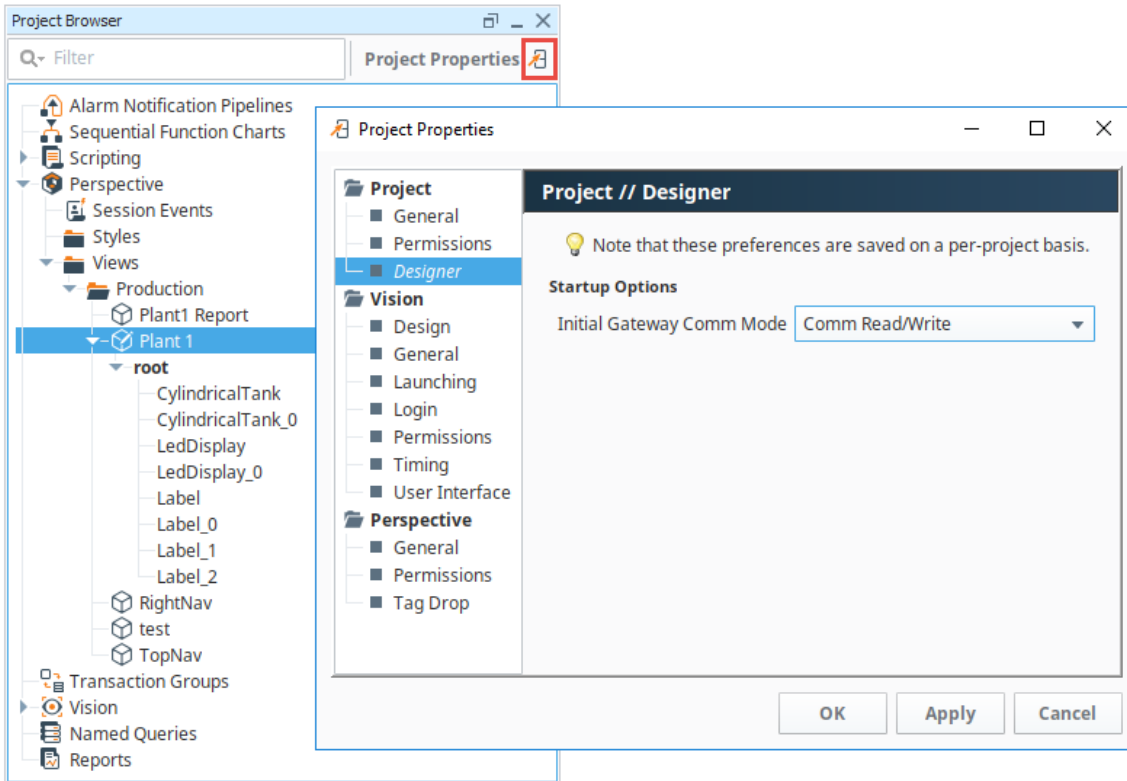 Project Browser
Filter
Project Properties
Alarm Notification Pipelines
Sequential Function Charts
Scripting
Perspective
Session Events
Styles
Views
Production
Plant1 Report
Plant 1
root
CylindricalTank
CylindricalTank_0
LedDisplay
LedDisplay_0
Label
Label_0
Label_1
Label_2
RightNav
test
TopNav
Transaction Groups
Vision
Named Queries
Reports
Project Properties
Project
General
Permissions
Designer
Vision
Design
General
Launching
Login
Permissions
Timing
User Interface
Perspective
General
Permissions
Tag Drop
Project // Designer
Note that these preferences are saved on a per-project basis.
Startup Options
Initial Gateway Comm Mode Comm Read/Write
OK Apply Cancel